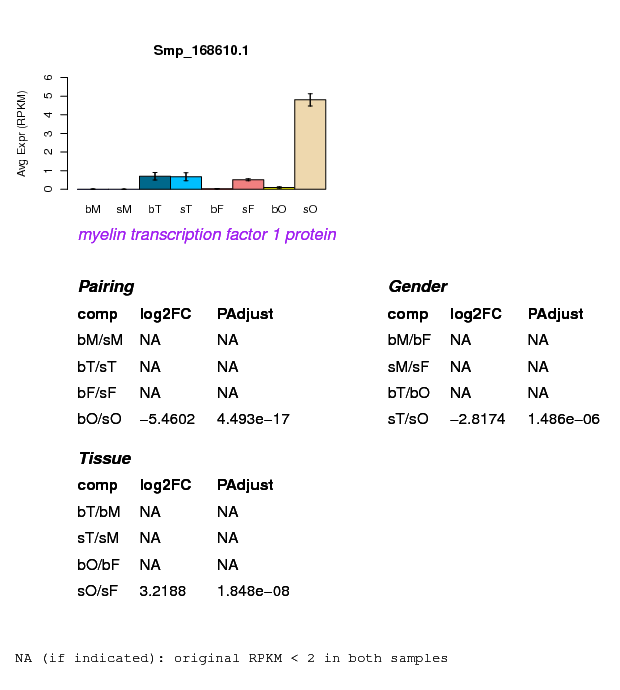 Smp_168610.1
Avg Expr (RPKM)
0 1 2 3 4 5 6
bM sM bT sT bF sF bO sO
myelin transcription factor 1 protein
Pairing
comp log2FC PAdjust
bM/sM NA NA
bT/sT NA NA
bF/sF NA NA
bO/sO −5.4602 4.493e−17
Gender
comp log2FC PAdjust
bM/bF NA NA
sM/sF NA NA
bT/bO NA NA
sT/sO −2.8174 1.486e−06
Tissue
comp log2FC PAdjust
bT/bM NA NA
sT/sM NA NA
bO/bF NA NA
sO/sF 3.2188 1.848e−08
NA (if indicated): original RPKM < 2 in both samples